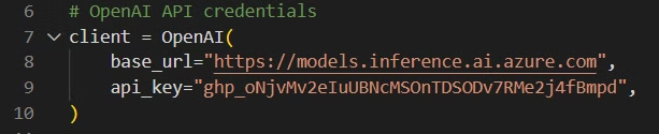 6 # OpenAI API credentials
7 client = OpenAI(
8 base_url="https://models.inference.ai.azure.com",
9 api_key="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",
10 )